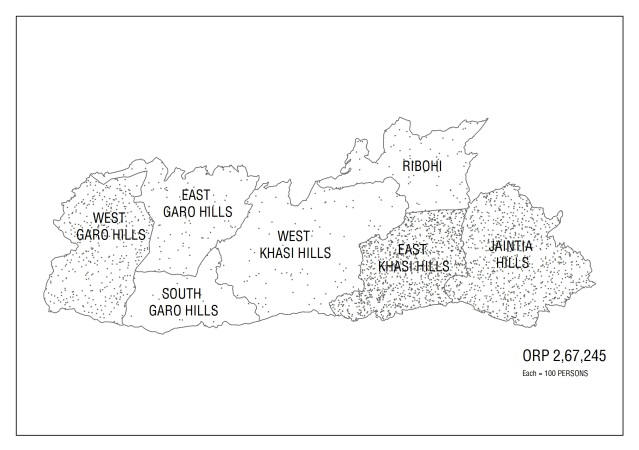 RIBOHI
EAST
GARO HILLS
WEST
GARO HILLS
WEST
KHASI HILLS
EAST
KHASI HILLS
JAINTIA
HILLS
SOUTH
GARO HILLS
ORP 2,67,245
Each = 100 PERSONS